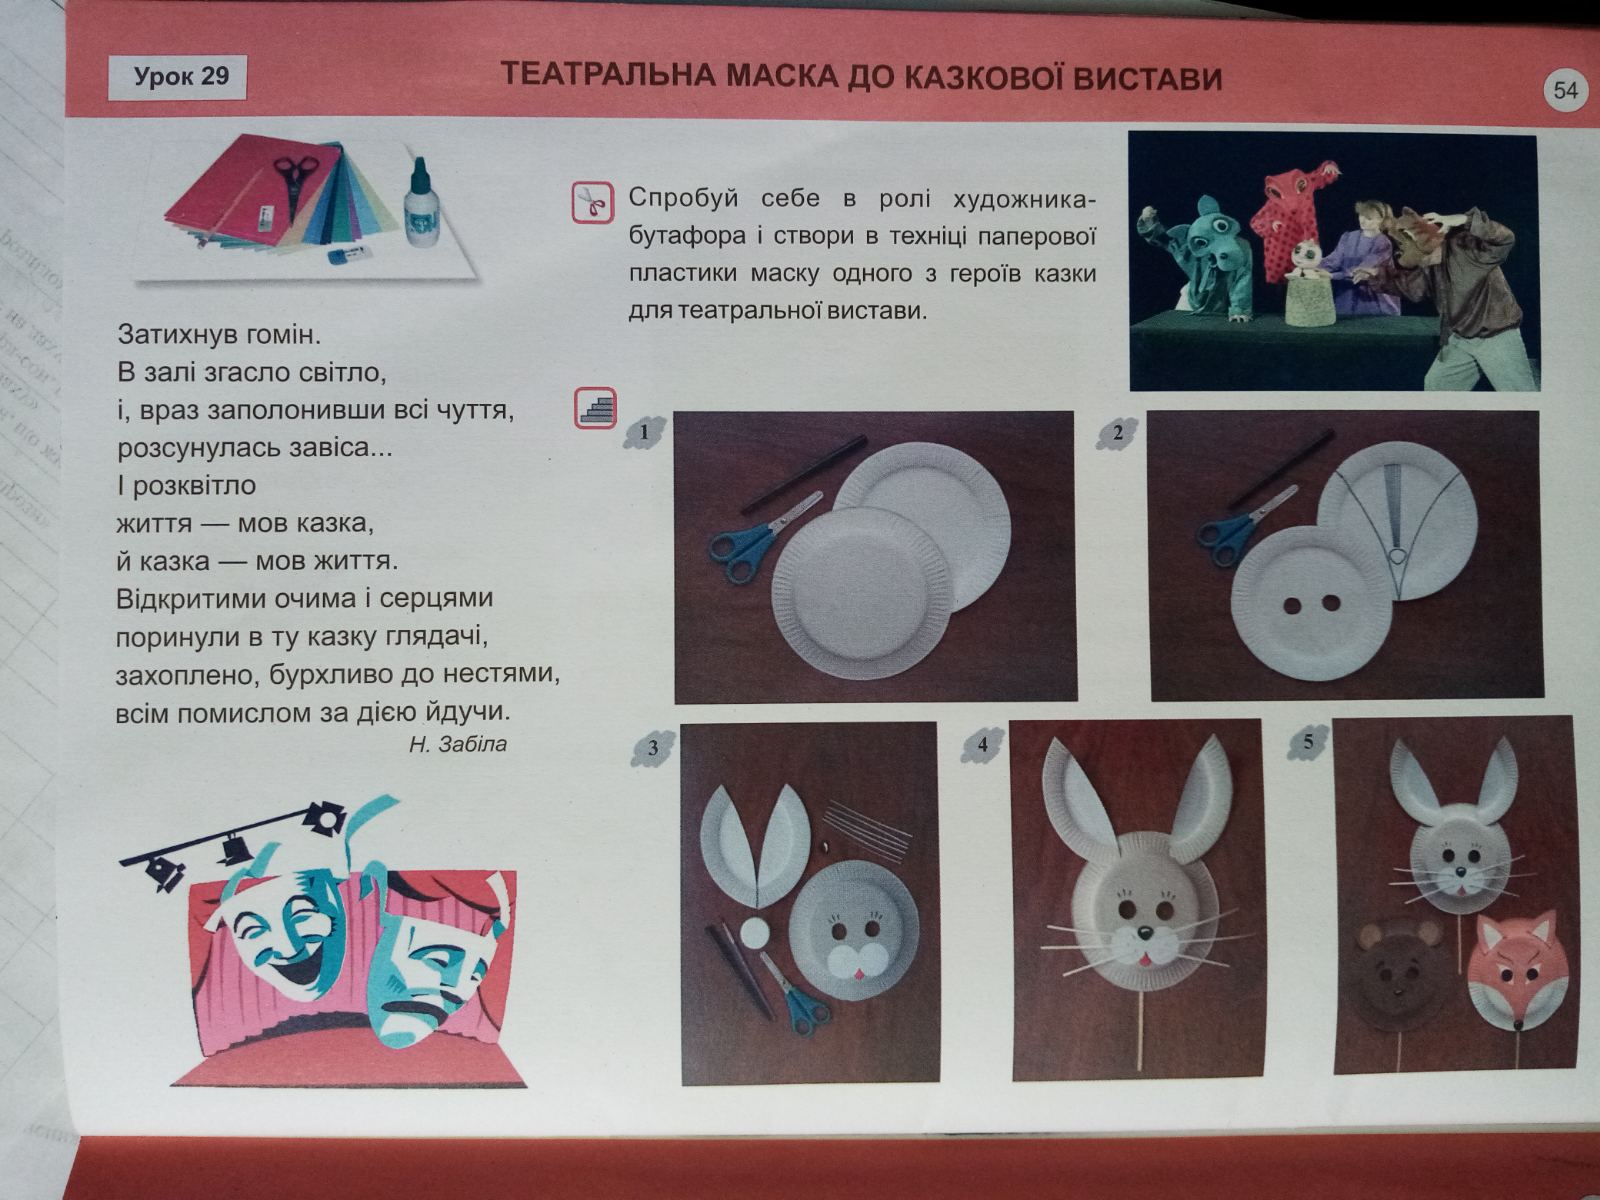 Урок 29
ТЕАТРАЛЬНА МАСКА ДО КАЗКОВОЇ ВИСТАВИ
54
Спробуй себе в ролі художника-
бутафора і створи в техніці паперової
пластики маску одного з героїв казки
для театральної вистави.
Затихнув гомін.
В залі згасло світло,
і, враз заполонивши всі чуття,
розсунулась завіса...
І розквітло
життя — мов казка,
й казка — мов життя.
Відкритими очима і серцями
поринули в ту казку глядачі,
захоплено, бурхливо до нестями,
всім помислом за дією йдучи.
Н. Забіла
1
2
3
4
5